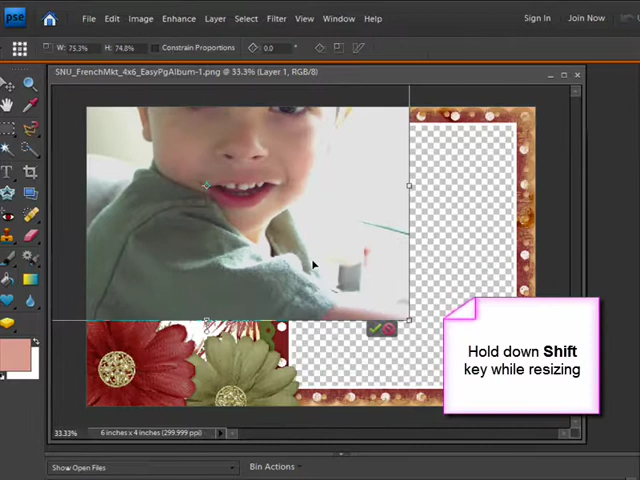 pse File Edit Image Enhance Layer Select Filter View Window Help Sign In Join Now
W: 75.3% H: 74.8% Constrain Proportions 0.0 °
SNU_FrenchMkt_4x6_EasyPgAlbum-1.png @ 33.3% (Layer 1, RGB/8)
Hold down Shift
key while resizing
33.33% 6 inches x 4 inches (299.999 ppi)
Show Open Files Bin Actions